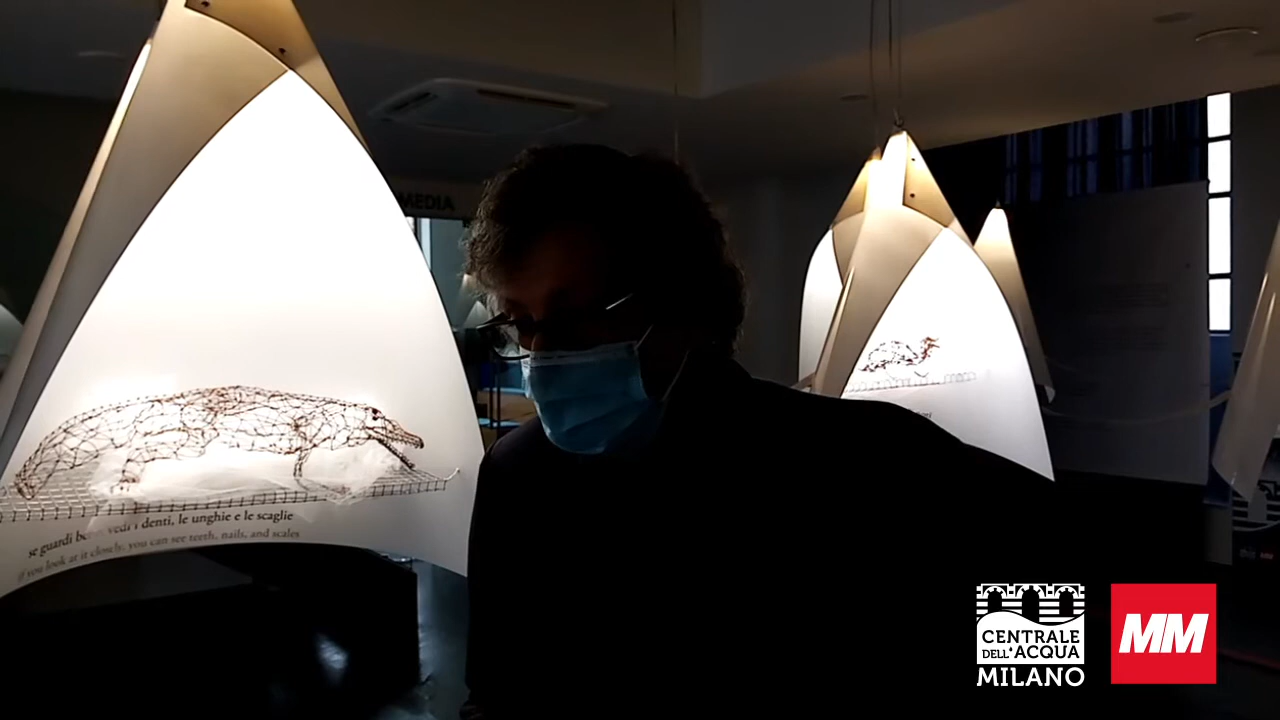 MEDIA
se guardi vedi i denti, le unghie e le scaglie
if you look at it closely, you can see teeth, nails, and scales
CENTRALE
DELL'ACQUA
MILANO
MM